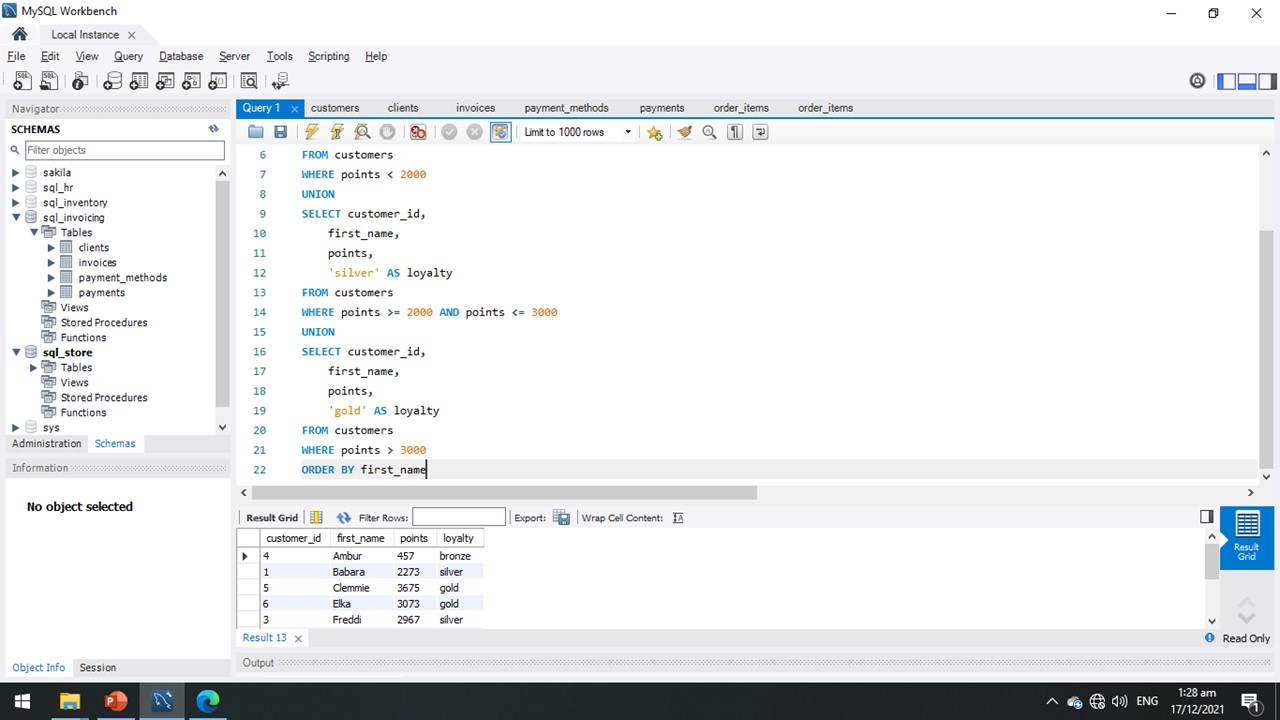 MySQL Workbench
Local Instance
File Edit View Query Database Server Tools Scripting Help
Navigator
SCHEMAS
Filter objects
sakila
sql_hr
sql_inventory
sql_invoicing
Tables
clients
invoices
payment_methods
payments
Views
Stored Procedures
Functions
sql_store
Tables
Views
Stored Procedures
Functions
sys
Administration Schemas
Information
No object selected
Object Info Session
Query 1 customers clients invoices payment_methods payments order_items order_items
Limit to 1000 rows
6 FROM customers
7 WHERE points < 2000
8 UNION
9 SELECT customer_id,
10 first_name,
11 points,
12 'silver' AS loyalty
13 FROM customers
14 WHERE points >= 2000 AND points <= 3000
15 UNION
16 SELECT customer_id,
17 first_name,
18 points,
19 'gold' AS loyalty
20 FROM customers
21 WHERE points > 3000
22 ORDER BY first_name
Result Grid Filter Rows: Export: Wrap Cell Content: IA
customer_id first_name points loyalty
4 Ambur 457 bronze
1 Babara 2273 silver
5 Clemmie 3675 gold
6 Elka 3073 gold
3 Freddi 2967 silver
Result Grid
Result 13
Read Only
Output
ENG
1:28 am
17/12/2021
1